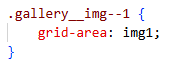 .gallery__img--1 {
    grid-area: img1;
}